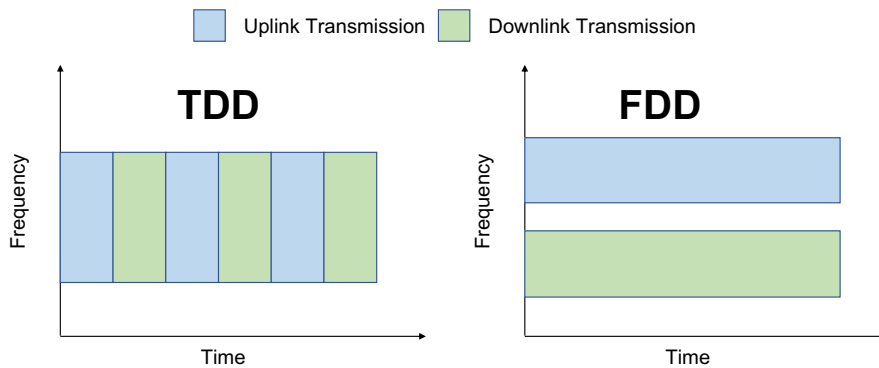 Uplink Transmission
Downlink Transmission
TDD
Frequency
Time
FDD
Frequency
Time